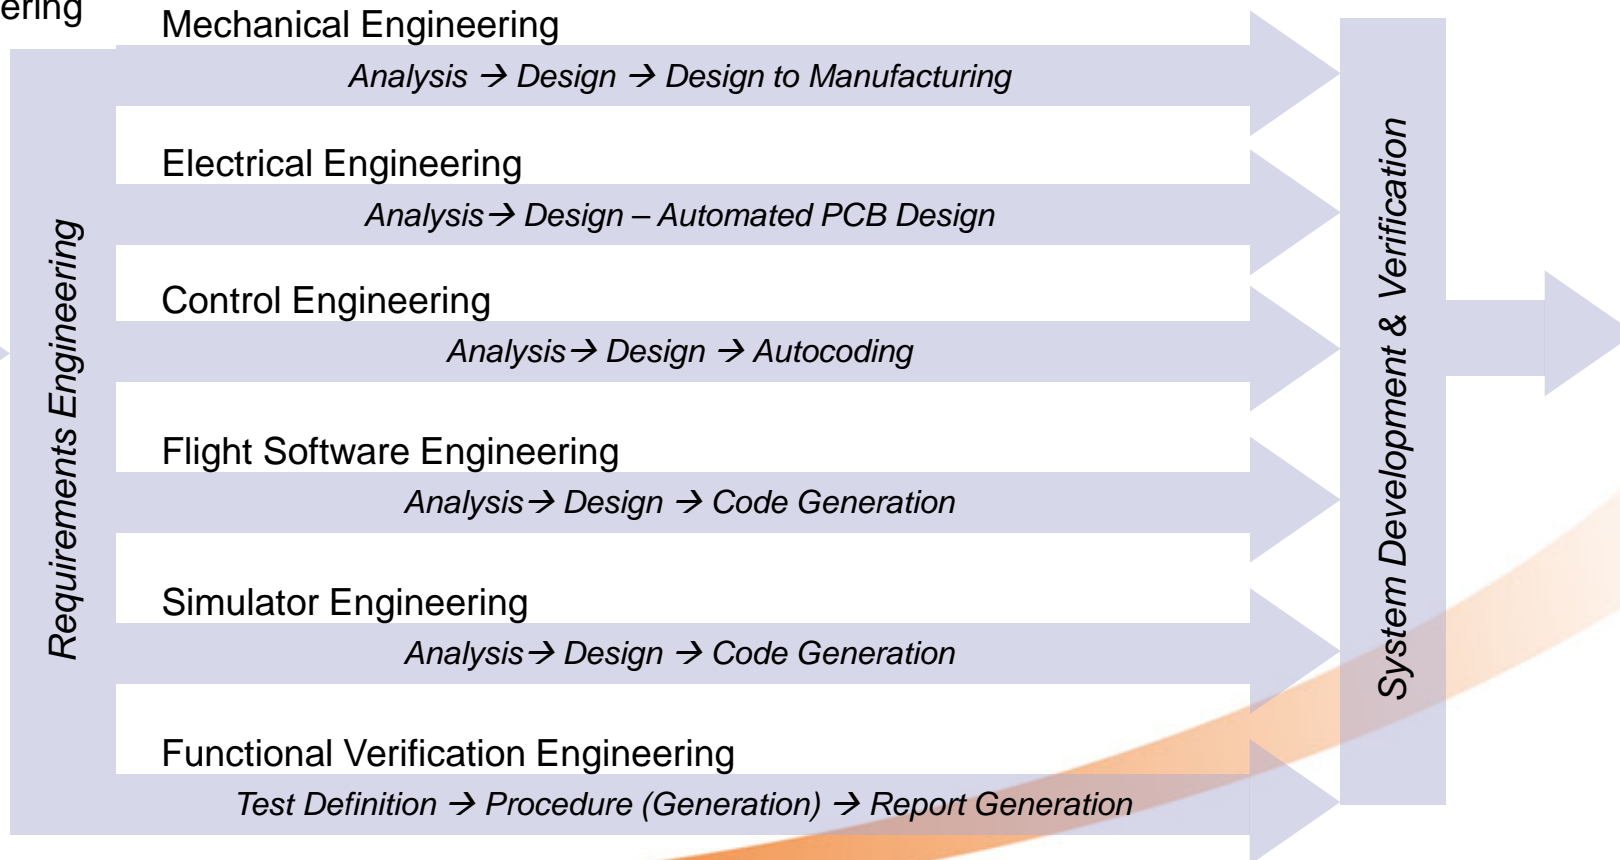 ering
Requirements Engineering
Mechanical Engineering
Analysis → Design → Design to Manufacturing
Electrical Engineering
Analysis→ Design – Automated PCB Design
Control Engineering
Analysis→ Design → Autocoding
Flight Software Engineering
Analysis→ Design → Code Generation
Simulator Engineering
Analysis→ Design → Code Generation
Functional Verification Engineering
Test Definition → Procedure (Generation) → Report Generation
System Development & Verification